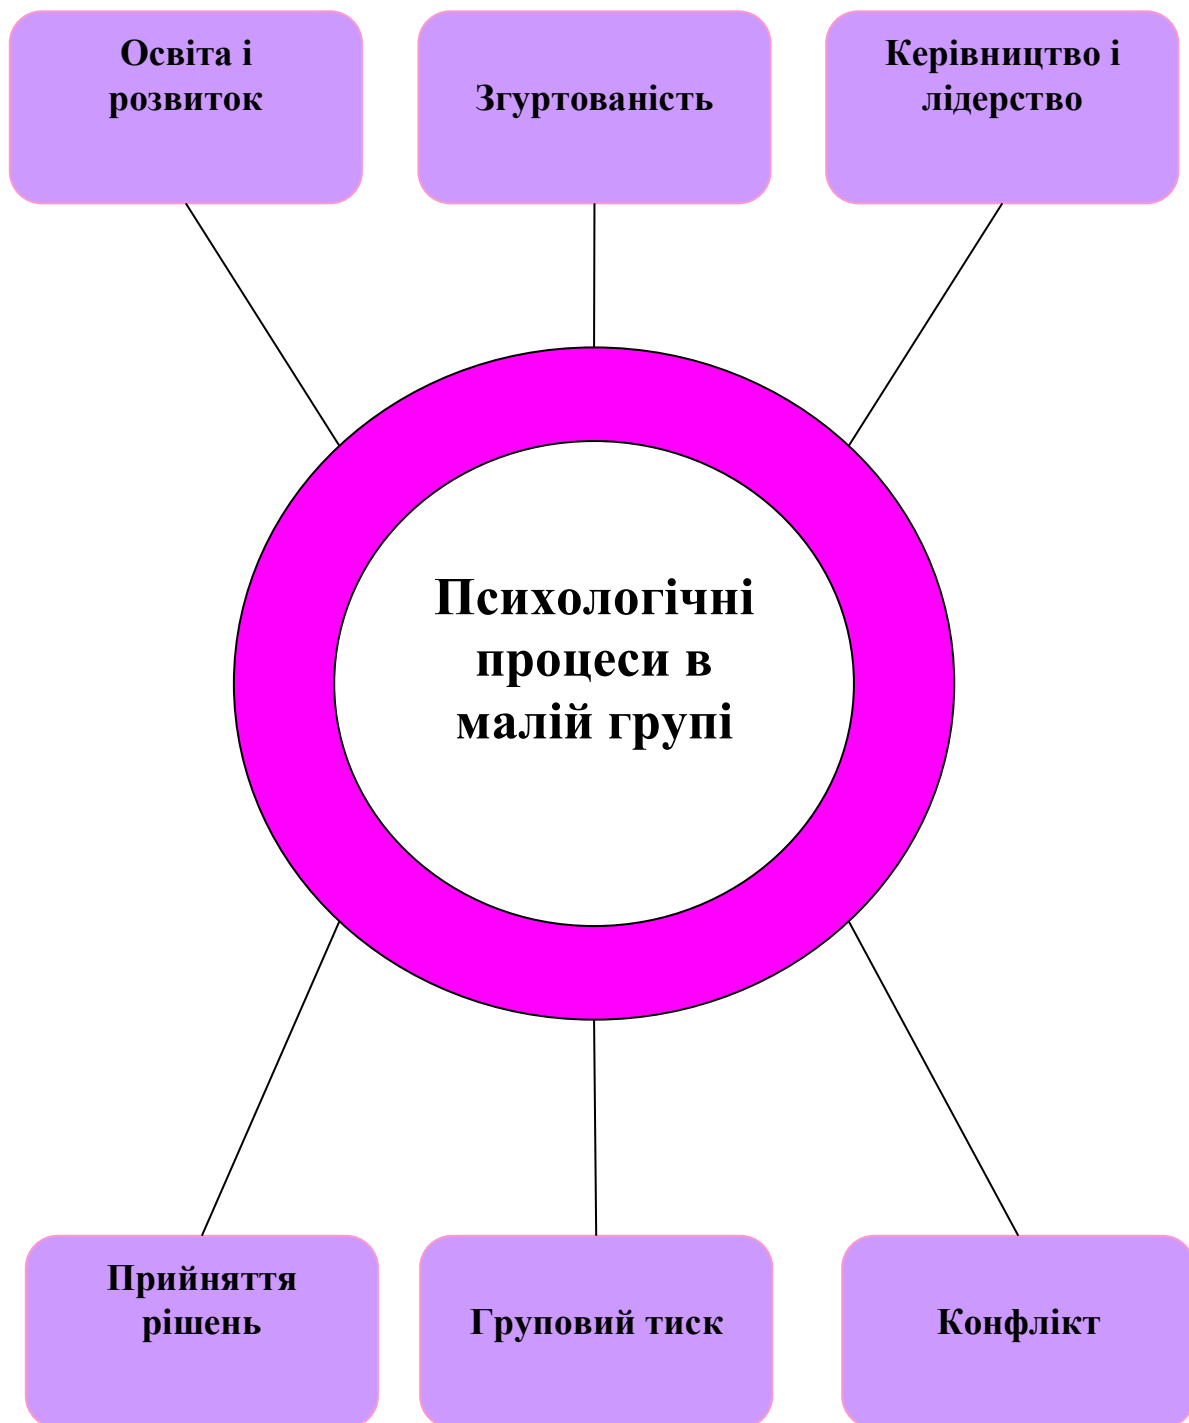 Освіта і
розвиток
Згуртованість
Керівництво і
лідерство
Психологічні
процеси в
малій групі
Прийняття
рішень
Груповий тиск
Конфлікт